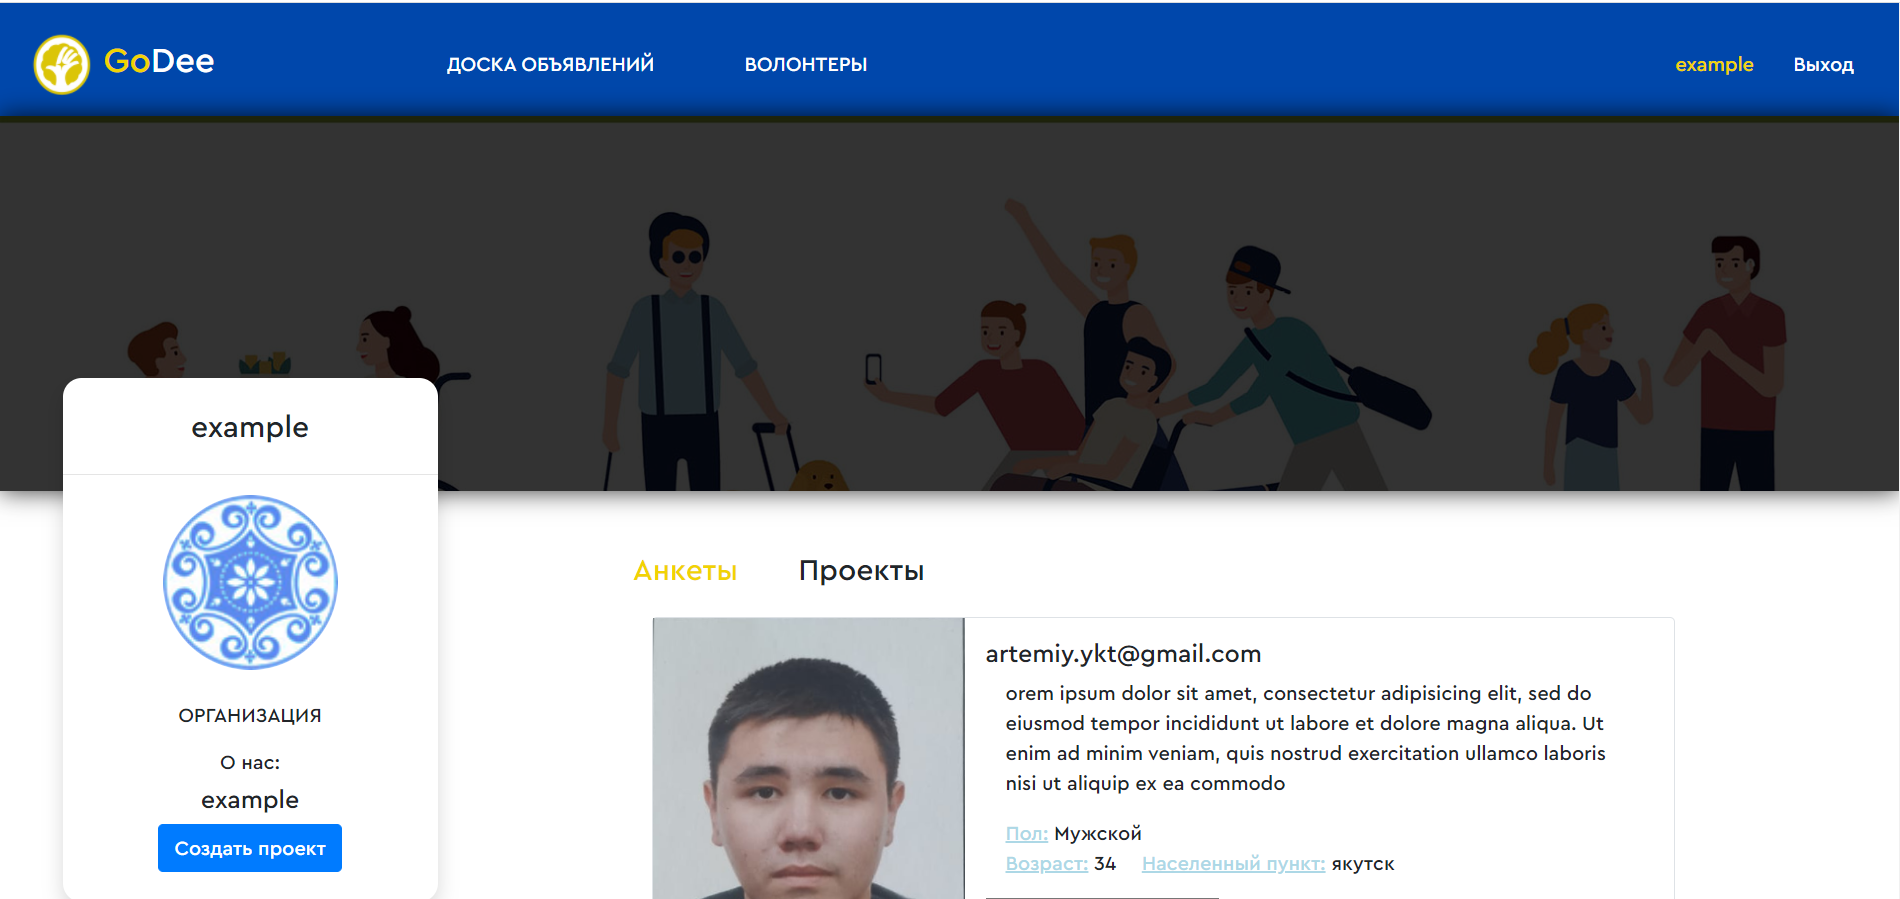 GoDee
ДОСКА ОБЪЯВЛЕНИЙ
ВОЛОНТЕРЫ
example
Выход
example
ОРГАНИЗАЦИЯ
О нас:
example
Создать проект
Анкеты
Проекты
artemiy.ykt@gmail.com
orem ipsum dolor sit amet, consectetur adipisicing elit, sed do
eiusmod tempor incididunt ut labore et dolore magna aliqua. Ut
enim ad minim veniam, quis nostrud exercitation ullamco laboris
nisi ut aliquip ex ea commodo
Пол: Мужской
Возраст: 34 Населенный пункт: якутск